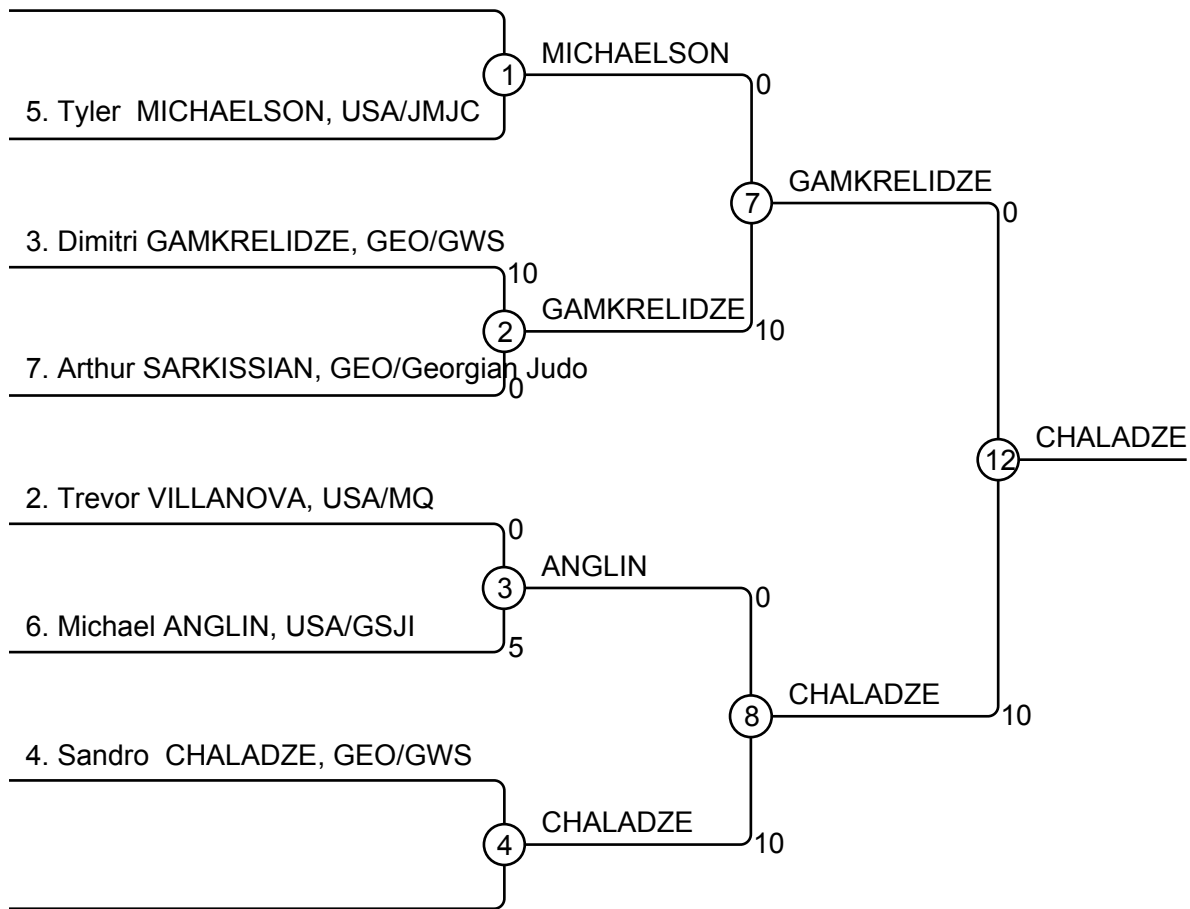 MICHAELSON
1
0
5. Tyler  MICHAELSON, USA/JMJC
GAMKRELIDZE
7
0
3. Dimitri GAMKRELIDZE, GEO/GWS
10
GAMKRELIDZE
2
10
7. Arthur SARKISSIAN, GEO/Georgian Judo
0
CHALADZE
12
2. Trevor VILLANOVA, USA/MQ
0
ANGLIN
3
0
6. Michael ANGLIN, USA/GSJI
5
CHALADZE
8
10
4. Sandro  CHALADZE, GEO/GWS
CHALADZE
4
10